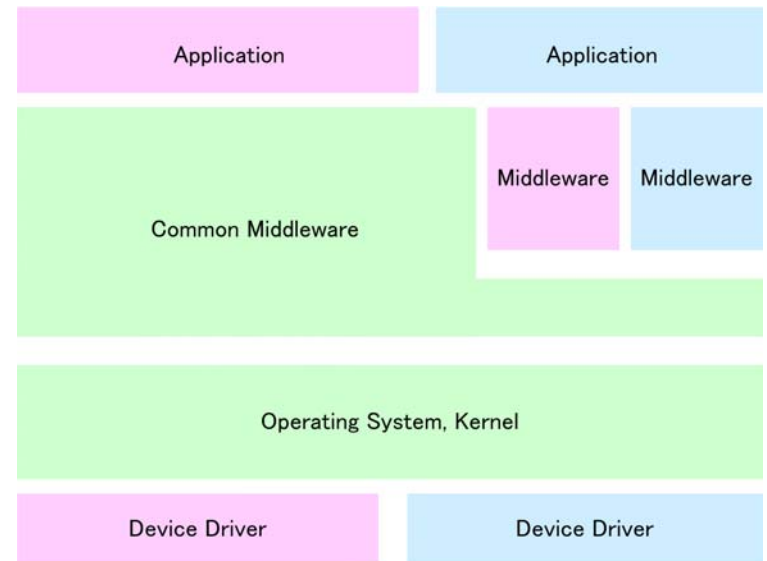 Application
Application
Middleware
Middleware
Common Middleware
Operating System, Kernel
Device Driver
Device Driver